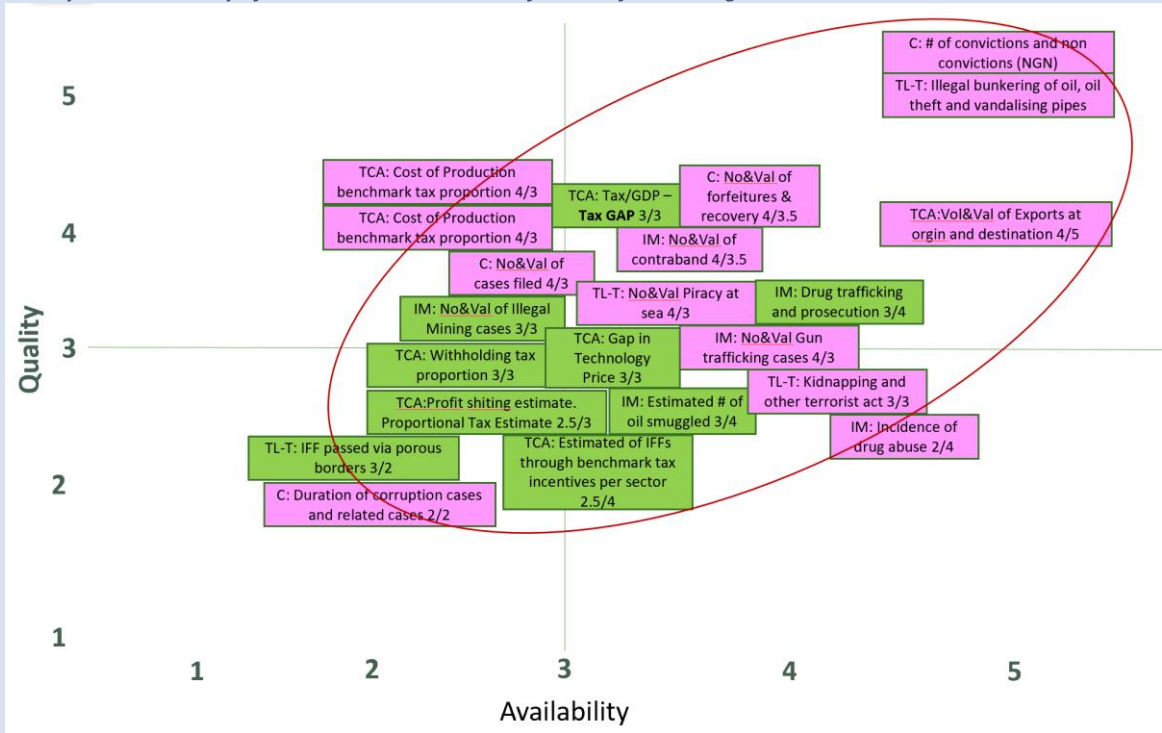 C: # of convictions and non
convictions (NGN)
TL-T: Illegal bunkering of oil, oil
theft and vandalising pipes
5
TCA: Cost of Production
benchmark tax proportion 4/3
TCA: Tax/GDP –
Tax GAP 3/3
C: No&Val of
forfeitures &
recovery 4/3.5
TCA: Cost of Production
benchmark tax proportion 4/3
TCA:Vol&Val of Exports at
orgin and destination 4/5
4
IM: No&Val of
contraband 4/3.5
C: No&Val of
cases filed 4/3
TL-T: No&Val Piracy at
sea 4/3
IM: Drug trafficking
and prosecution 3/4
IM: No&Val of Illegal
Mining cases 3/3
Quality
3
TCA: Withholding tax
proportion 3/3
TCA: Gap in
Technology
Price 3/3
IM: No&Val Gun
trafficking cases 4/3
TL-T: Kidnapping and
other terrorist act 3/3
TCA:Profit shiting estimate.
Proportional Tax Estimate 2.5/3
IM: Estimated # of
oil smuggled 3/4
IM: Incidence of
drug abuse 2/4
TL-T: IFF passed via porous
borders 3/2
TCA: Estimated of IFFs
through benchmark tax
incentives per sector
2.5/4
2
C: Duration of corruption cases
and related cases 2/2
1
1 2 3 4 5
Availability